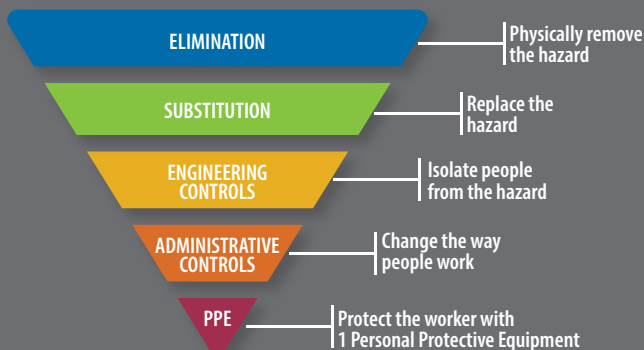 ELIMINATION
Physically remove
the hazard
SUBSTITUTION
Replace the
hazard
ENGINEERING
CONTROLS
Isolate people
from the hazard
ADMINISTRATIVE
CONTROLS
Change the way
people work
PPE
Protect the worker with
1 Personal Protective Equipment